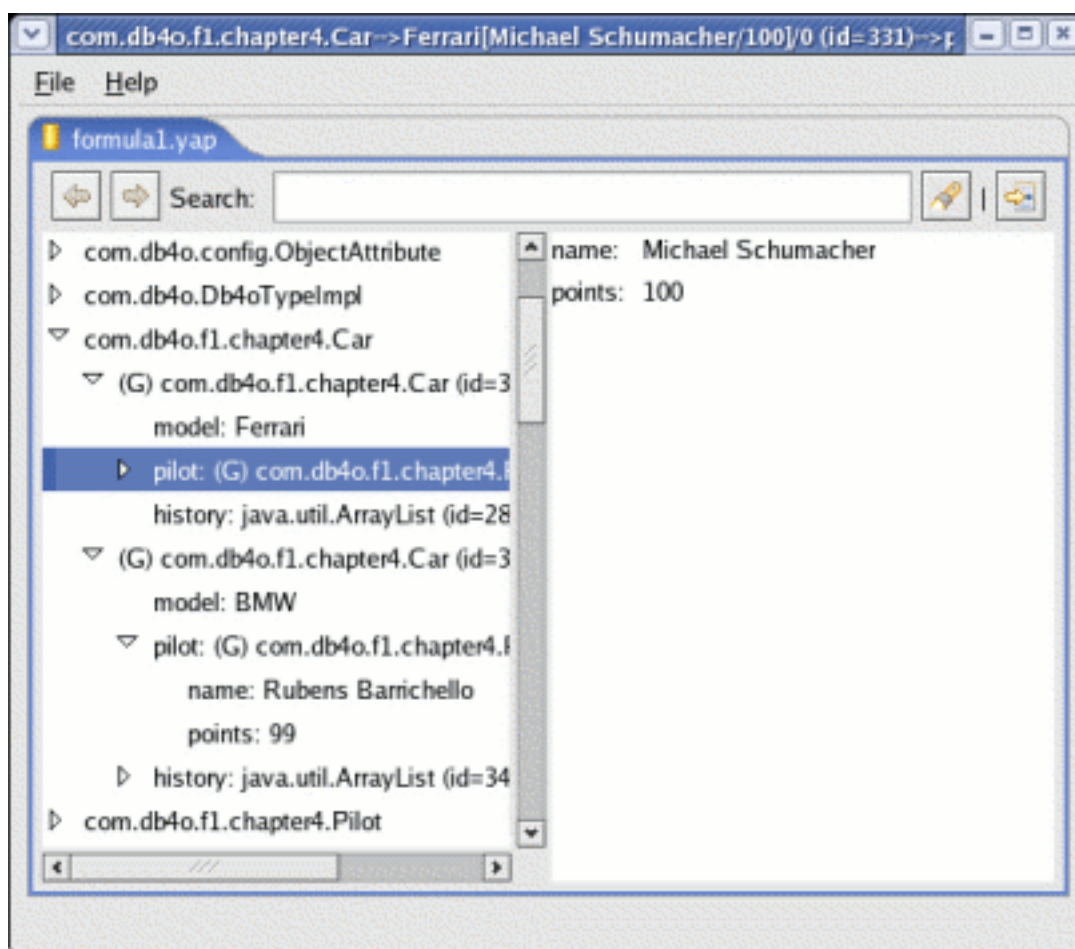 com.db4o.f1.chapter4.Car-->Ferrari[Michael Schumacher/100]/0 (id=331)-->p
File Help
formula1.yap
Search:
com.db4o.config.ObjectAttribute
com.db4o.Db4oTypeImpl
com.db4o.f1.chapter4.Car
(G) com.db4o.f1.chapter4.Car (id=3
model: Ferrari
pilot: (G) com.db4o.f1.chapter4.P
history: java.util.ArrayList (id=28
(G) com.db4o.f1.chapter4.Car (id=3
model: BMW
pilot: (G) com.db4o.f1.chapter4.P
name: Rubens Barrichello
points: 99
history: java.util.ArrayList (id=34
com.db4o.f1.chapter4.Pilot
name: Michael Schumacher
points: 100